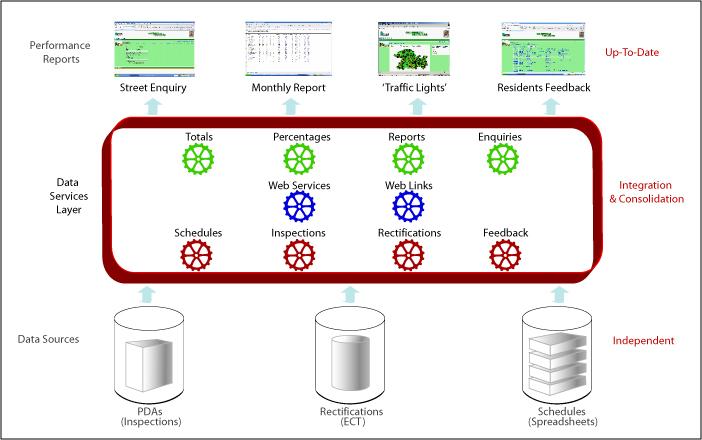 Performance
Reports
Up-To-Date
Street Enquiry
Monthly Report
'Traffic Lights'
Residents Feedback
Totals
Percentages
Reports
Enquiries
Data
Services
Layer
Web Services
Web Links
Integration
& Consolidation
Schedules
Inspections
Rectifications
Feedback
Data Sources
Independent
PDAs
(Inspections)
Rectifications
(ECT)
Schedules
(Spreadsheets)